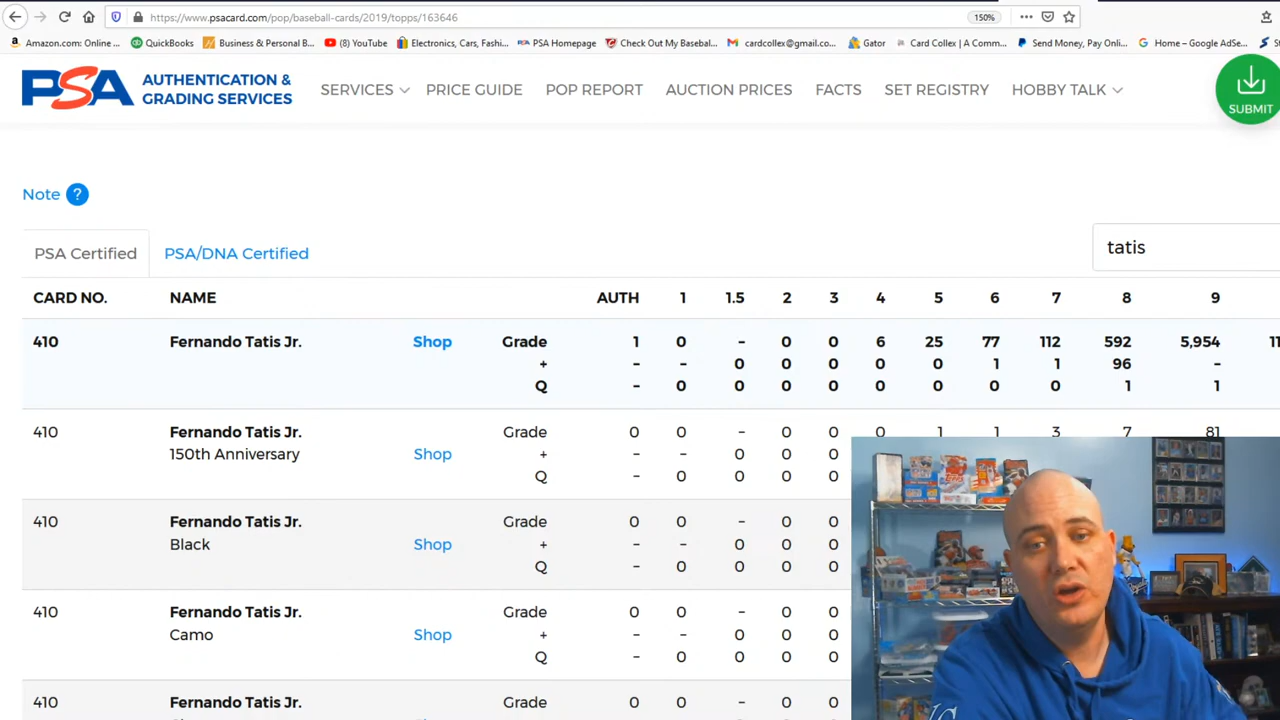 https://www.psacard.com/pop/baseball-cards/2019/topps/163646 150%
Amazon.com: Online ... QuickBooks Business & Personal B... (8) YouTube Electronics, Cars, Fashi... PSA Homepage Check Out My Basebal... cardcollex@gmail.co... Gator Card Collex | A Comm... Send Money, Pay Onli... Home – Google AdSe...
PSA AUTHENTICATION & GRADING SERVICES SERVICES PRICE GUIDE POP REPORT AUCTION PRICES FACTS SET REGISTRY HOBBY TALK SUBMIT
Note ?
PSA Certified PSA/DNA Certified tatis
CARD NO. NAME AUTH 1 1.5 2 3 4 5 6 7 8 9
410 Fernando Tatis Jr. Shop Grade 1 0 - 0 0 6 25 77 112 592 5,954
+ - - 0 0 0 0 0 1 1 96 -
Q - 0 0 0 0 0 0 0 0 1 1
410 Fernando Tatis Jr. Grade 0 0 - 0 0 0 1 1 3 7 81
150th Anniversary Shop + - - 0 0 0
Q - 0 0 0 0
410 Fernando Tatis Jr. Grade 0 0 - 0 0
Black Shop + - - 0 0 0
Q - 0 0 0 0
410 Fernando Tatis Jr. Grade 0 0 - 0 0
Camo Shop + - - 0 0 0
Q - 0 0 0 0
410 Fernando Tatis Jr. Grade 0 0 - 0 0